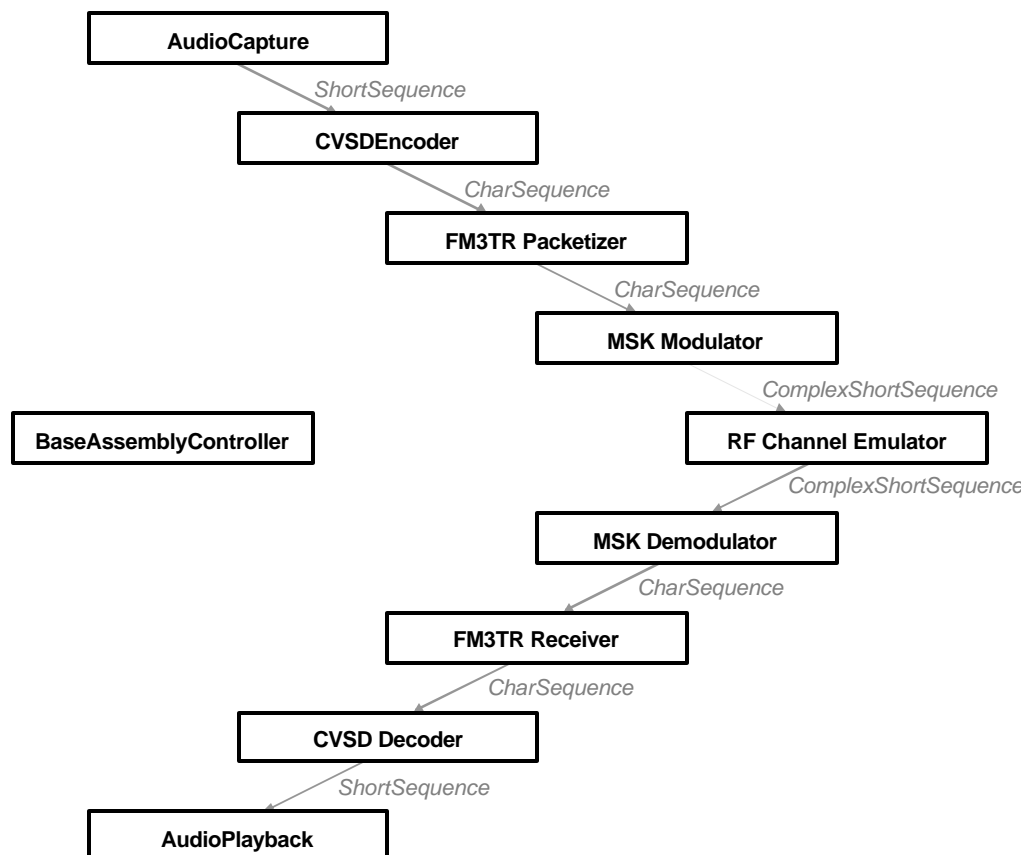 AudioCapture
ShortSequence
CVSDEncoder
CharSequence
FM3TR Packetizer
CharSequence
MSK Modulator
ComplexShortSequence
BaseAssemblyController
RF Channel Emulator
ComplexShortSequence
MSK Demodulator
CharSequence
FM3TR Receiver
CharSequence
CVSD Decoder
ShortSequence
AudioPlayback